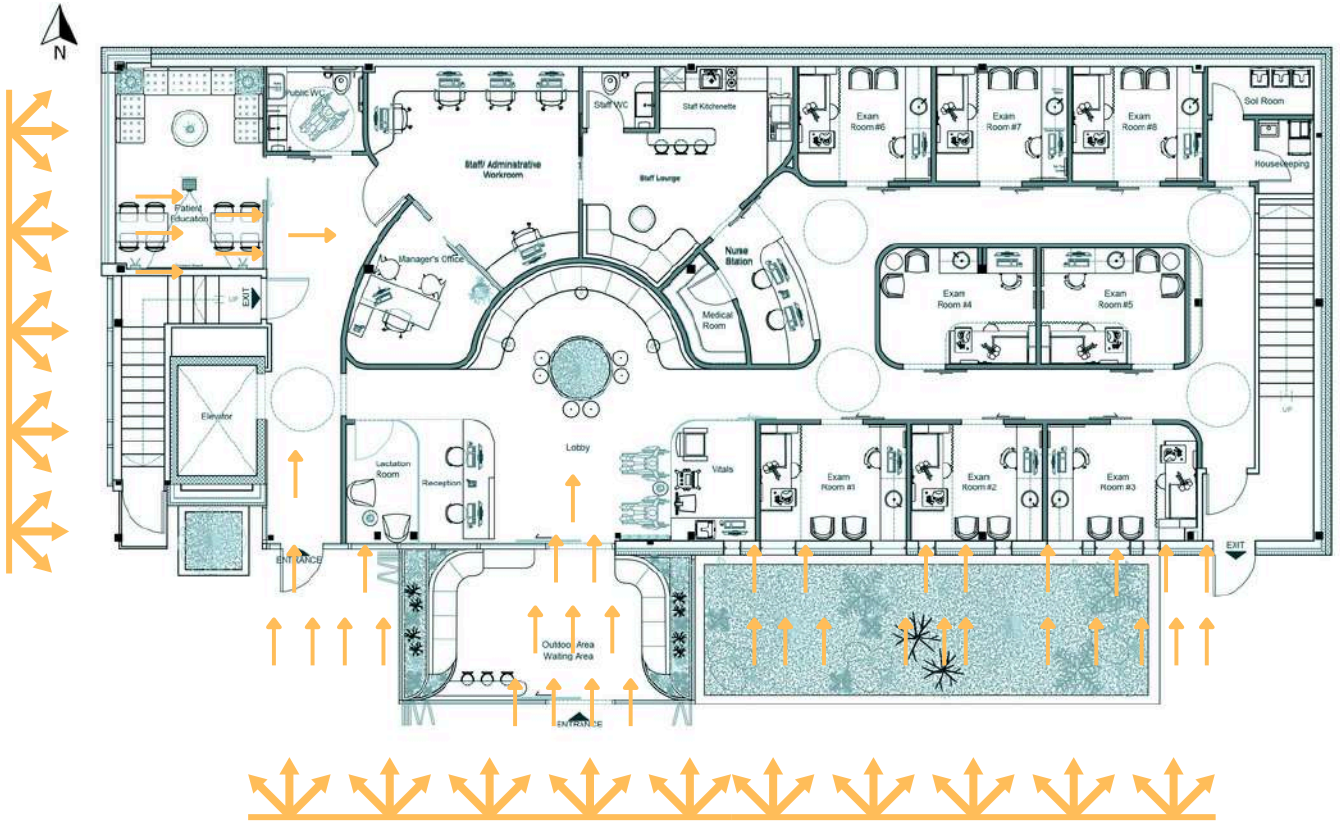 N
Public WC
Staff WC
Staff Kitchenette
Exam
Room #6
Exam
Room #7
Exam
Room #8
Soil Room
Housekeeping
Staff/ Adminitrative
Workroom
Staff Lounge
Patient
Education
Manager's Office
Nurse
Station
EXIT
UP
Medical
Room
Exam
Room #4
Exam
Room #5
Elevator
UP
Lobby
Lactation
Room
Reception
Vitals
Exam
Room #1
Exam
Room #2
Exam
Room #3
ENTRANCE
EXIT
Outdoor Area
Waiting Area
ENTRANCE